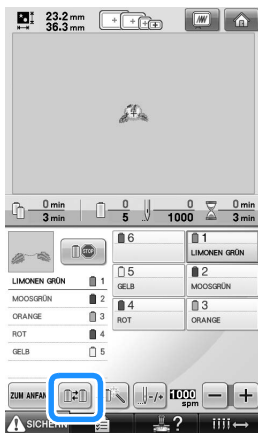 23.2 mm
36.3 mm
0 min
3 min
0
5
0
1000
0 min
3 min
6
1
LIMONEN GRÜN
LIMONEN GRÜN 1
MOOSGRÜN 2
ORANGE 3
ROT 4
GELB 5
5
GELB
2
MOOSGRÜN
4
ROT
3
ORANGE
ZUM ANFAN
-/+
1000
spm
- +
SICHERN
?